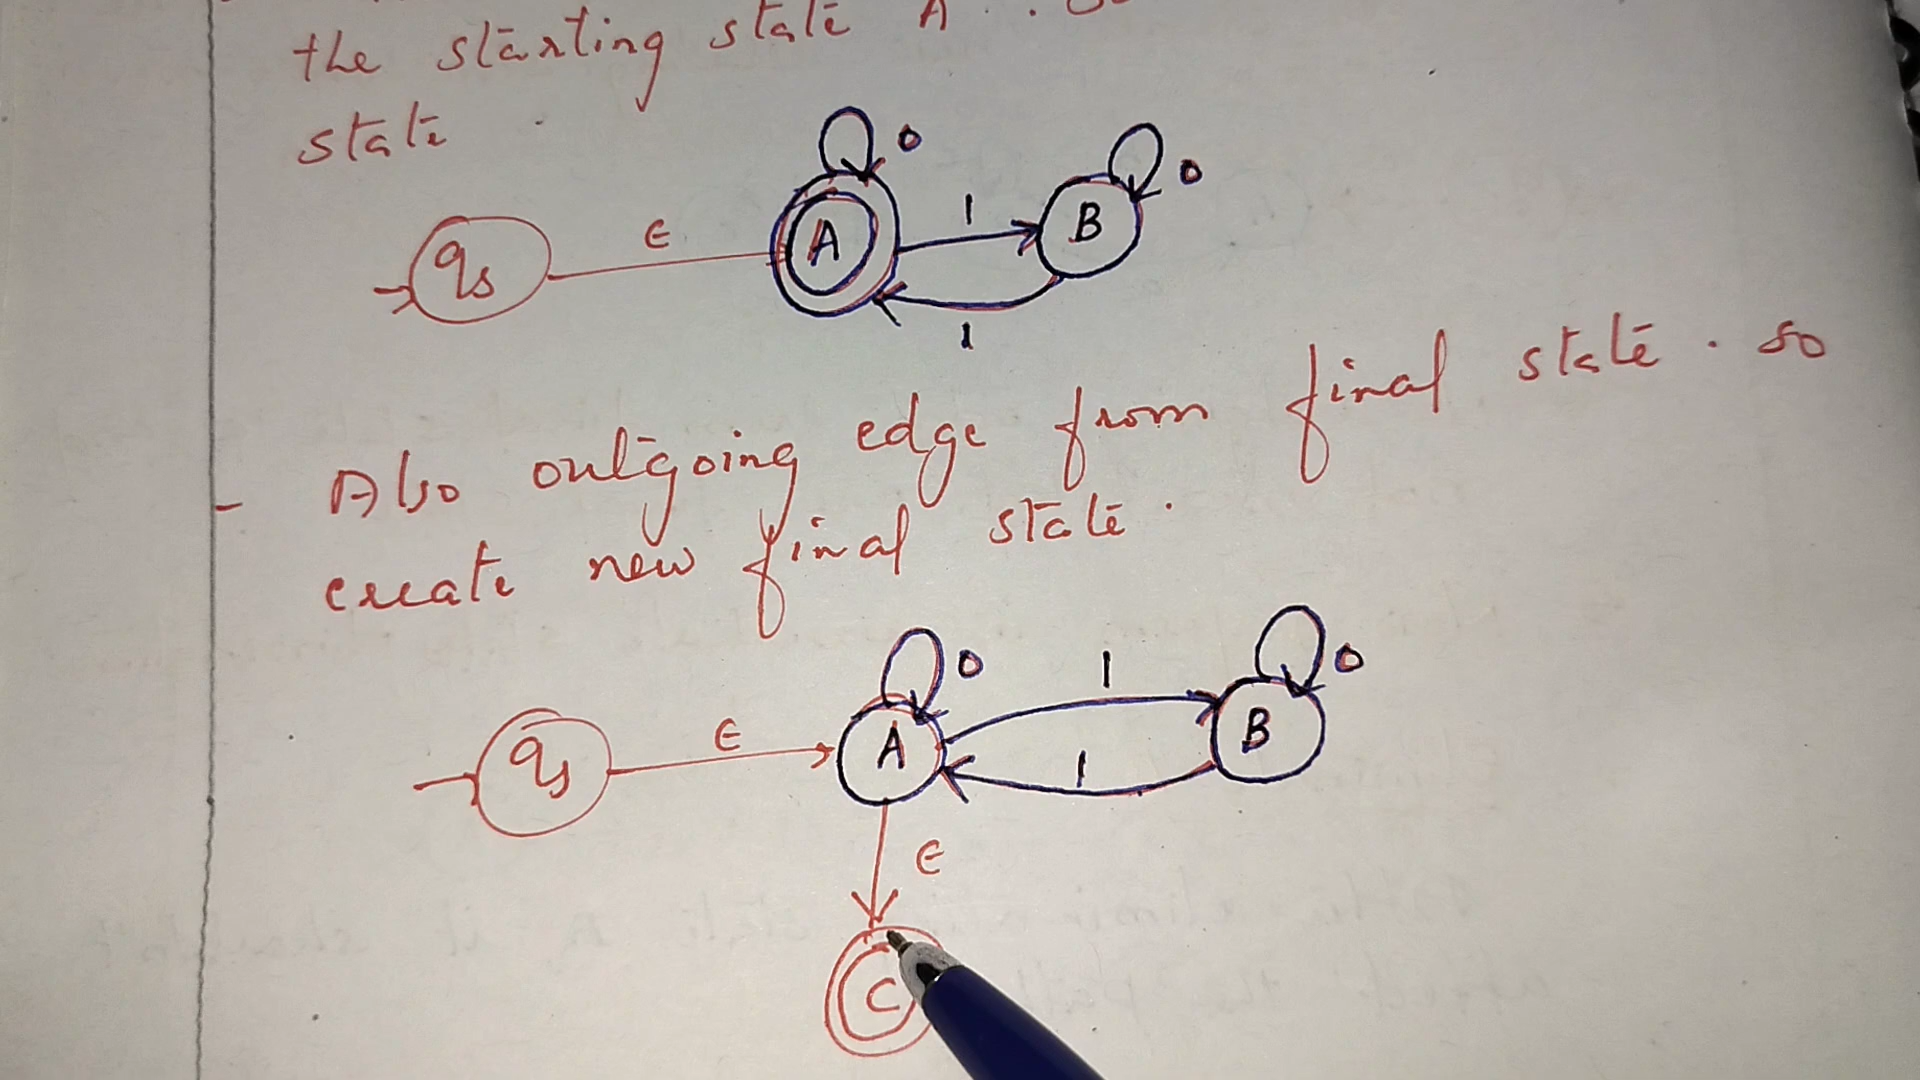 the starting state A .. So
state
0
0
qs
ϵ
A
1
B
1
- Also outgoing edge from final state. so
create new final state.
0
0
qs
ϵ
A
1
B
1
ϵ
C